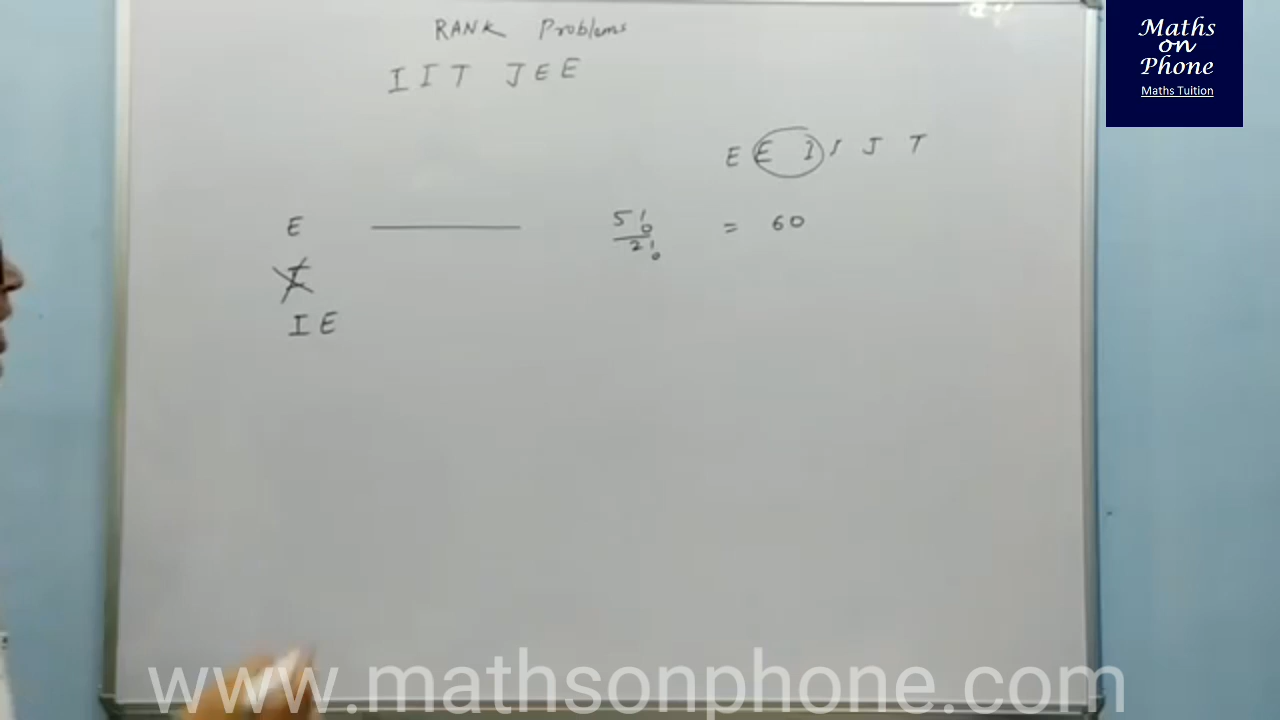 RANK Problems
IIT JEE
E E I I J T
E 5!/2! = 60
I
IE
Maths
on
Phone
Maths Tuition
www.mathsonphone.com